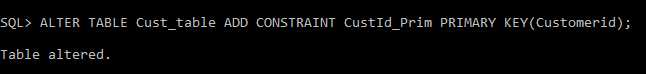 SQL> ALTER TABLE Cust_table ADD CONSTRAINT CustId_Prim PRIMARY KEY(Customerid);
Table altered.